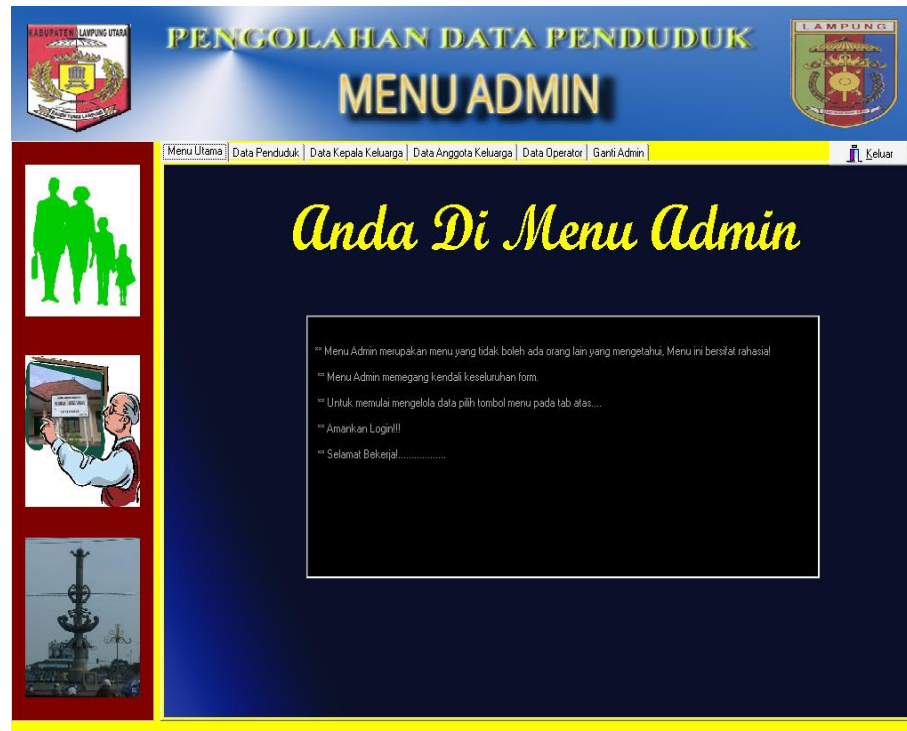 KABUPATEN LAMPUNG UTARA
PENGOLAHAN DATA PENDUDUK
LAMPUNG
MENU ADMIN
Menu Utama
Data Penduduk
Data Kepala Keluarga
Data Anggota Keluarga
Data Operator
Ganti Admin
Keluar
Anda Di Menu Admin
** Menu Admin merupakan menu yang tidak boleh ada orang lain yang mengetahui, Menu ini bersifat rahasia!
** Menu Admin memegang kendali keseluruhan form.
** Untuk memulai mengelola data pilih tombol menu pada tab atas....
** Amankan Login!!!
** Selamat Bekerja!..................